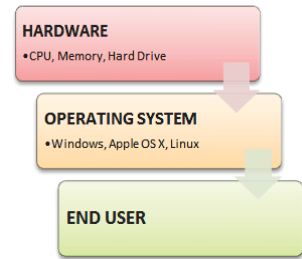 HARDWARE
•CPU, Memory, Hard Drive
OPERATING SYSTEM
•Windows, Apple OS X, Linux
END USER